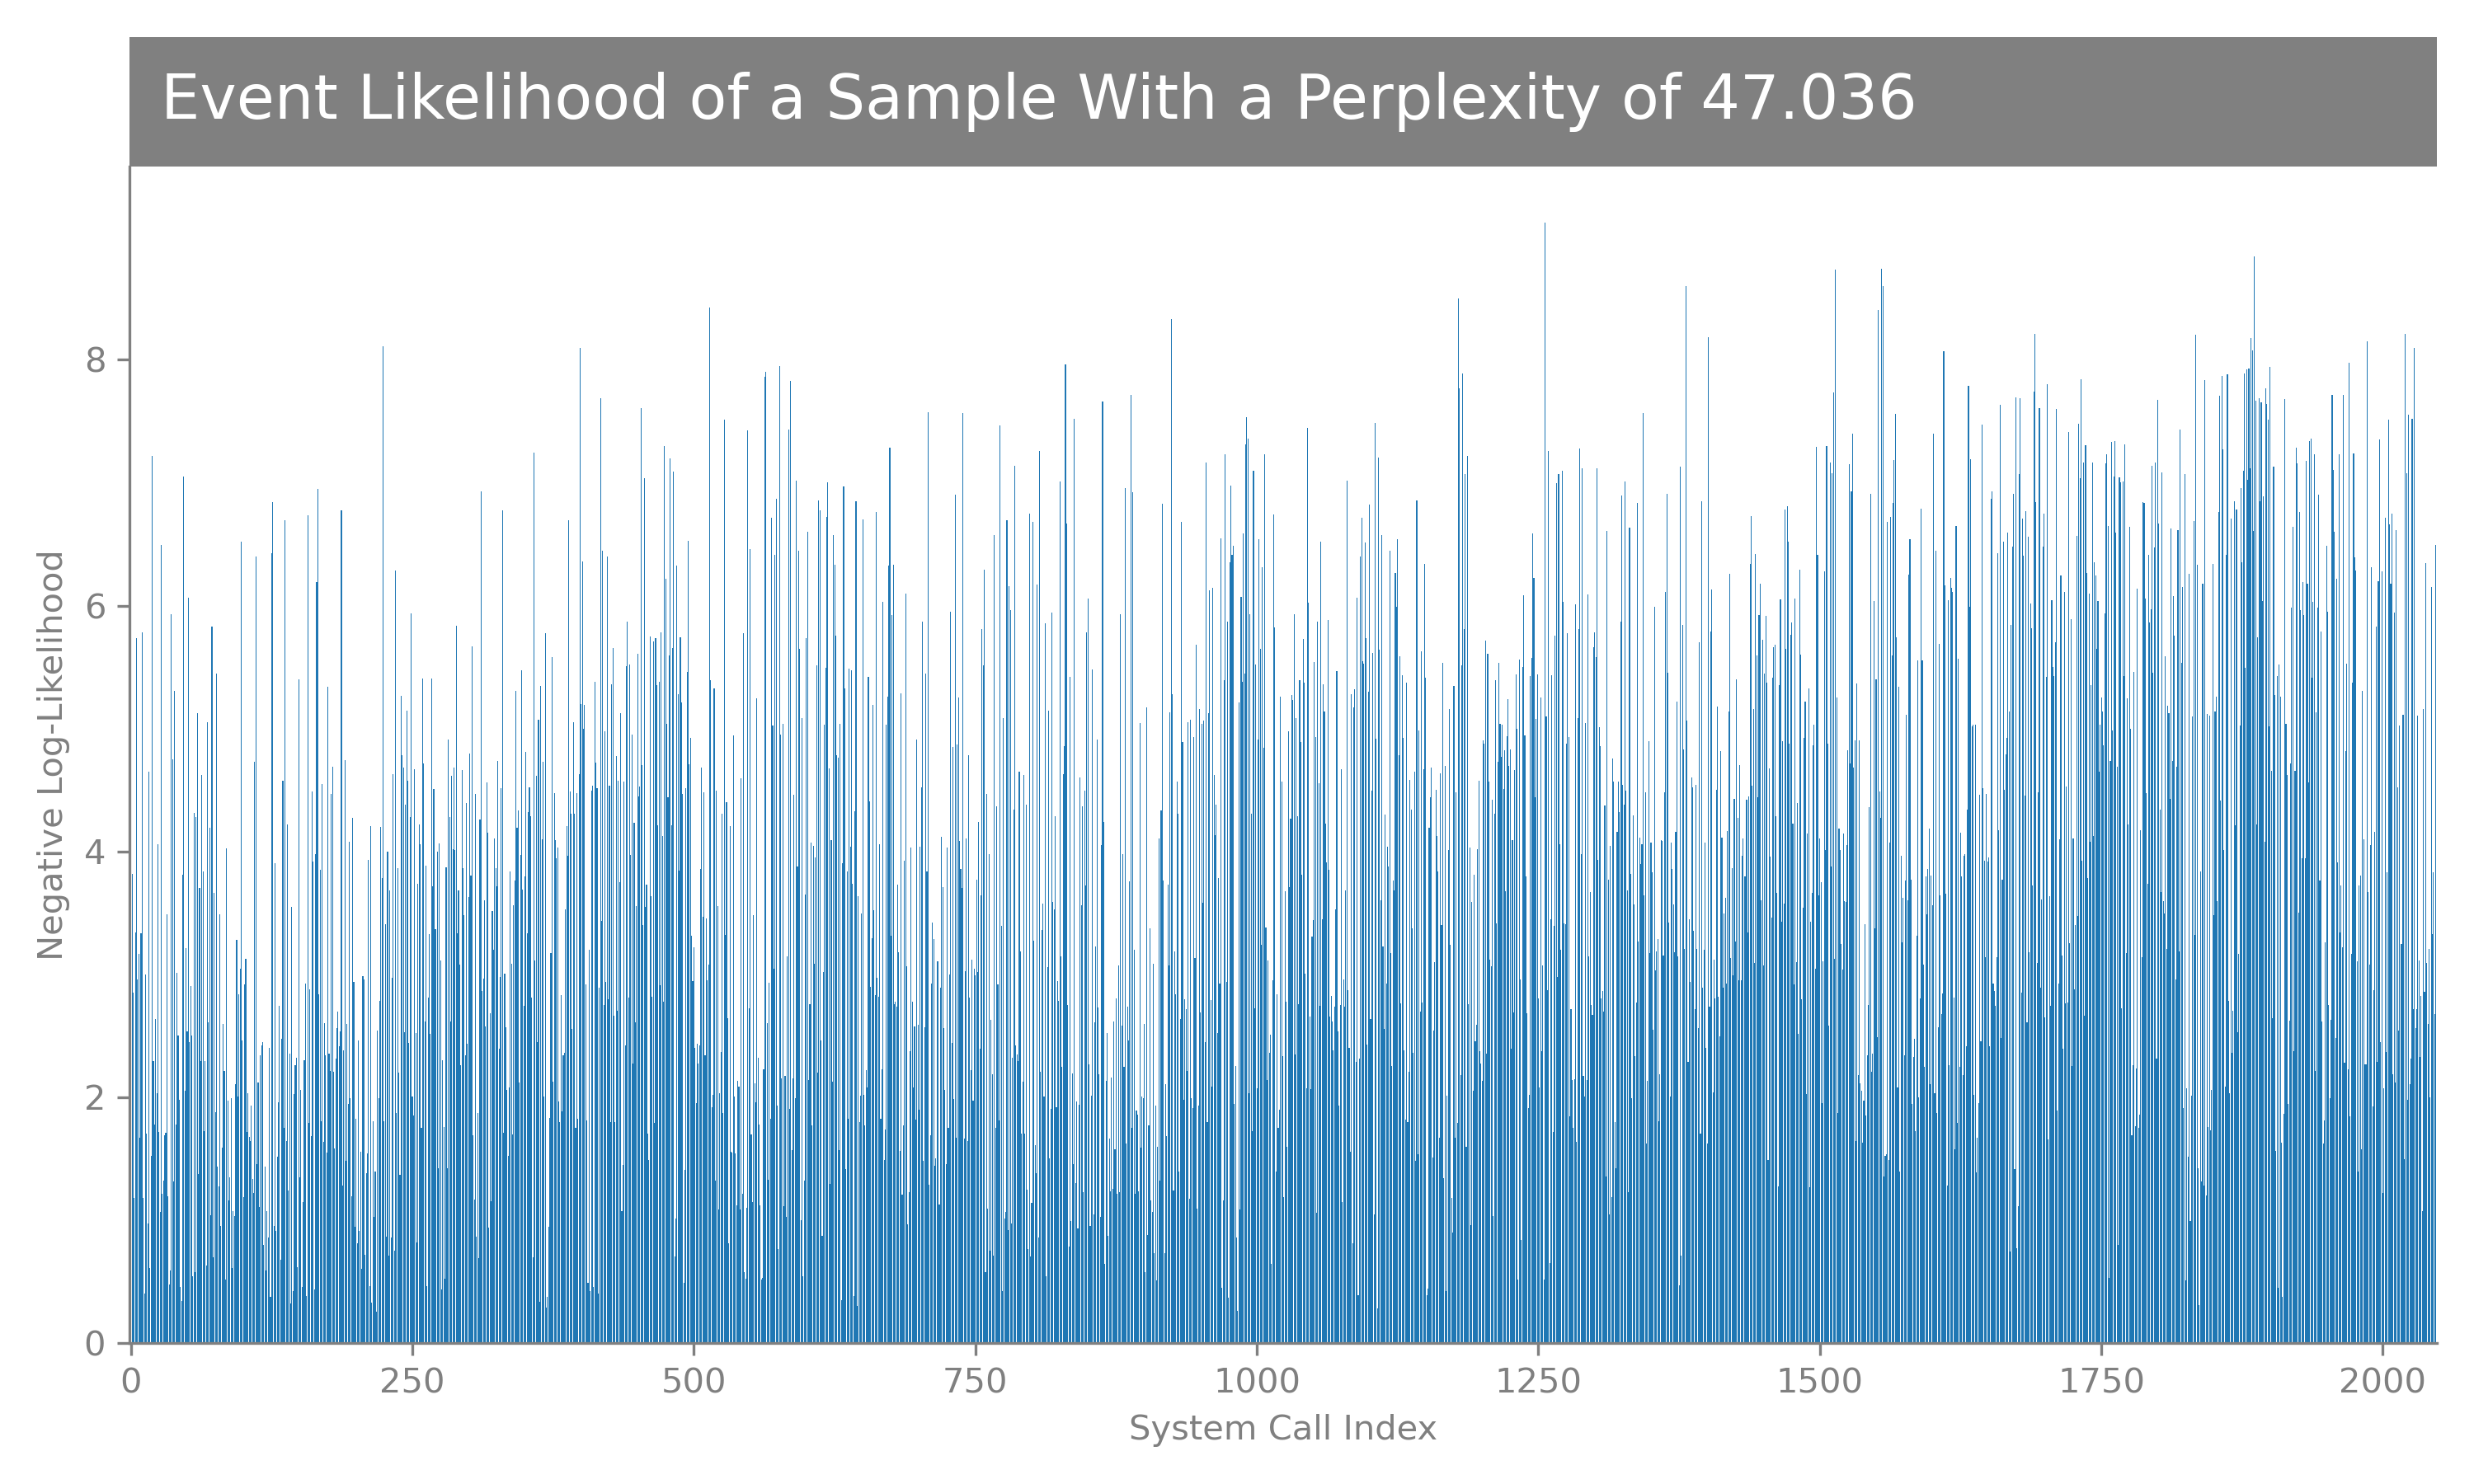 Event Likelihood of a Sample With a Perplexity of 47.036
Negative Log-Likelihood
8
6
4
2
0
0 250 500 750 1000 1250 1500 1750 2000
System Call Index